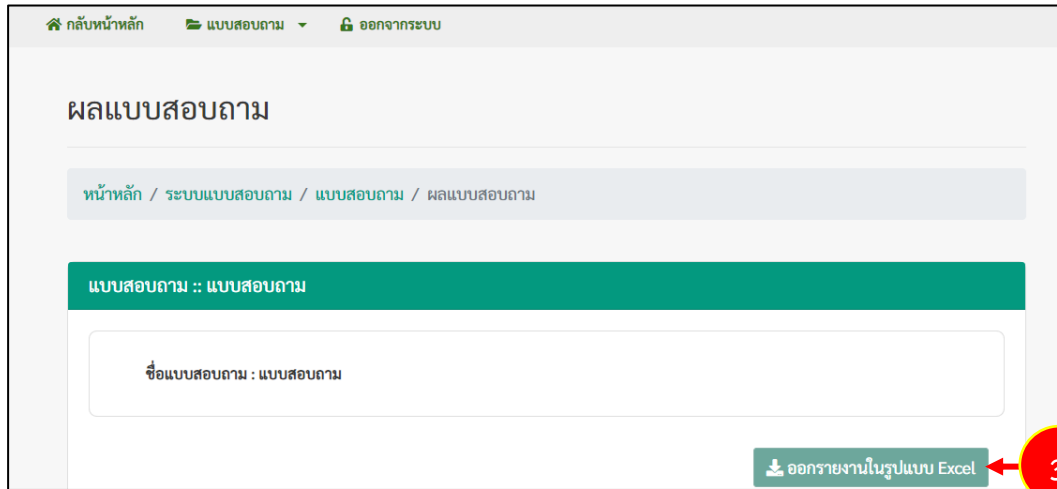 กลับหน้าหลัก แบบสอบถาม ออกจากระบบ
ผลแบบสอบถาม
หน้าหลัก / ระบบแบบสอบถาม / แบบสอบถาม / ผลแบบสอบถาม
แบบสอบถาม :: แบบสอบถาม
ชื่อแบบสอบถาม : แบบสอบถาม
ออกรายงานในรูปแบบ Excel